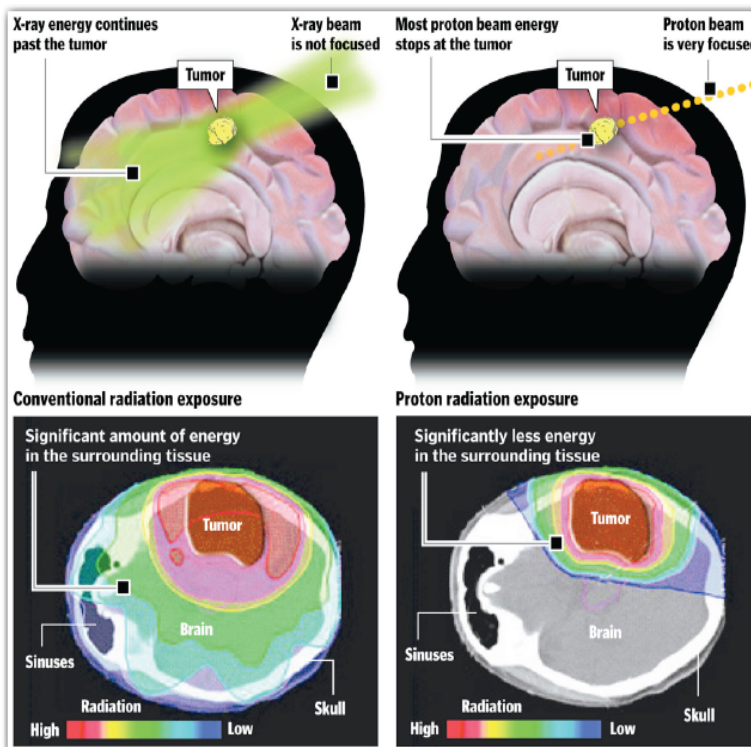 X-ray energy continues
past the tumor
X-ray beam
is not focused
Tumor
Most proton beam energy
stops at the tumor
Proton beam
is very focused
Tumor
Conventional radiation exposure
Significant amount of energy
in the surrounding tissue
Tumor
Brain
Sinuses
Skull
Radiation
High
Low
Proton radiation exposure
Significantly less energy
in the surrounding tissue
Tumor
Brain
Sinuses
Skull
Radiation
High
Low